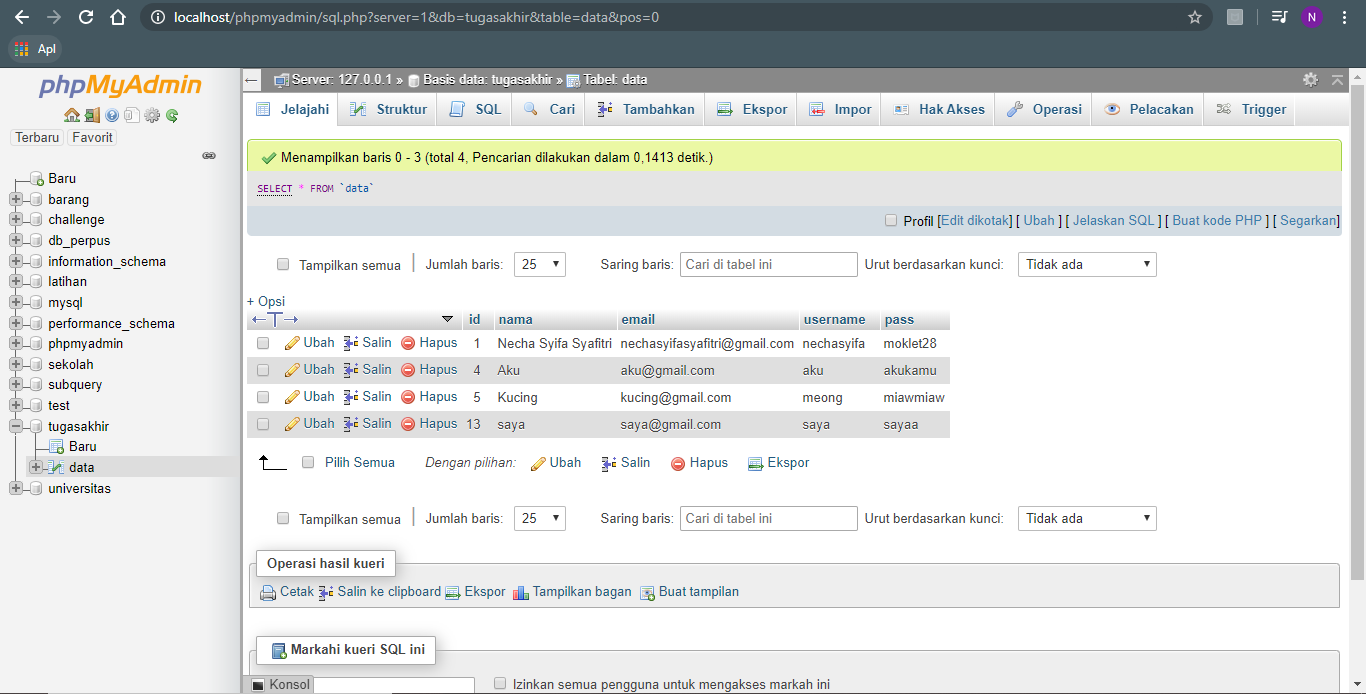 localhost/phpmyadmin/sql.php?server=1&db=tugasakhir&table=data&pos=0
N
Apl
phpMyAdmin
Terbaru Favorit
Baru
barang
challenge
db_perpus
information_schema
latihan
mysql
performance_schema
phpmyadmin
sekolah
subquery
test
tugasakhir
Baru
data
universitas
Server: 127.0.0.1 » Basis data: tugasakhir » Tabel: data
Jelajahi Struktur SQL Cari Tambahkan Ekspor Impor Hak Akses Operasi Pelacakan Trigger
Menampilkan baris 0 - 3 (total 4, Pencarian dilakukan dalam 0,1413 detik.)
SELECT * FROM `data`
Profil [Edit dikotak] [ Ubah ] [ Jelaskan SQL ] [ Buat kode PHP ] [ Segarkan]
Tampilkan semua Jumlah baris: 25 Saring baris: Cari di tabel ini Urut berdasarkan kunci: Tidak ada
+ Opsi
←T→ id nama email username pass
Ubah Salin Hapus 1 Necha Syifa Syafitri nechasyifasyafitri@gmail.com nechasyifa moklet28
Ubah Salin Hapus 4 Aku aku@gmail.com aku akukamu
Ubah Salin Hapus 5 Kucing kucing@gmail.com meong miawmiaw
Ubah Salin Hapus 13 saya saya@gmail.com saya sayaa
Pilih Semua Dengan pilihan: Ubah Salin Hapus Ekspor
Tampilkan semua Jumlah baris: 25 Saring baris: Cari di tabel ini Urut berdasarkan kunci: Tidak ada
Operasi hasil kueri
Cetak Salin ke clipboard Ekspor Tampilkan bagan Buat tampilan
Markahi kueri SQL ini
Konsol Izinkan semua pengguna untuk mengakses markah ini